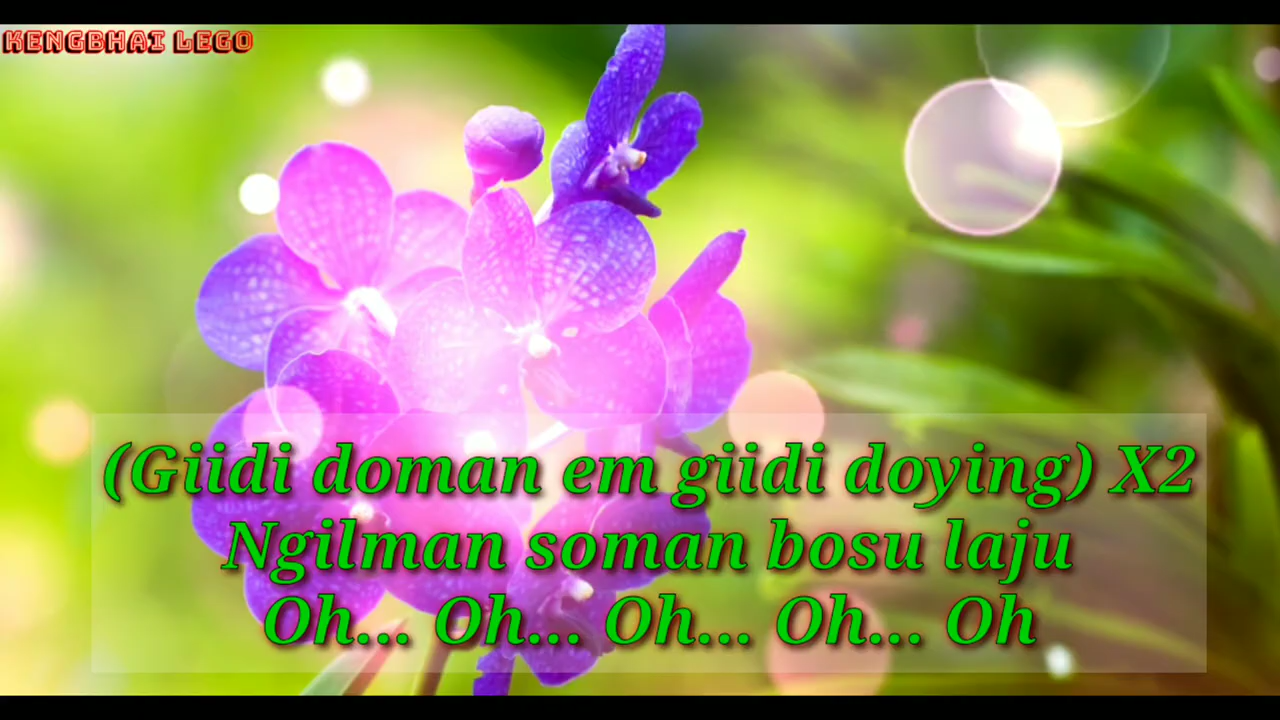 KENGBHAI LEGO
(Giidi doman em giidi doying) X2
Ngilman soman bosu laju
Oh... Oh... Oh... Oh... Oh